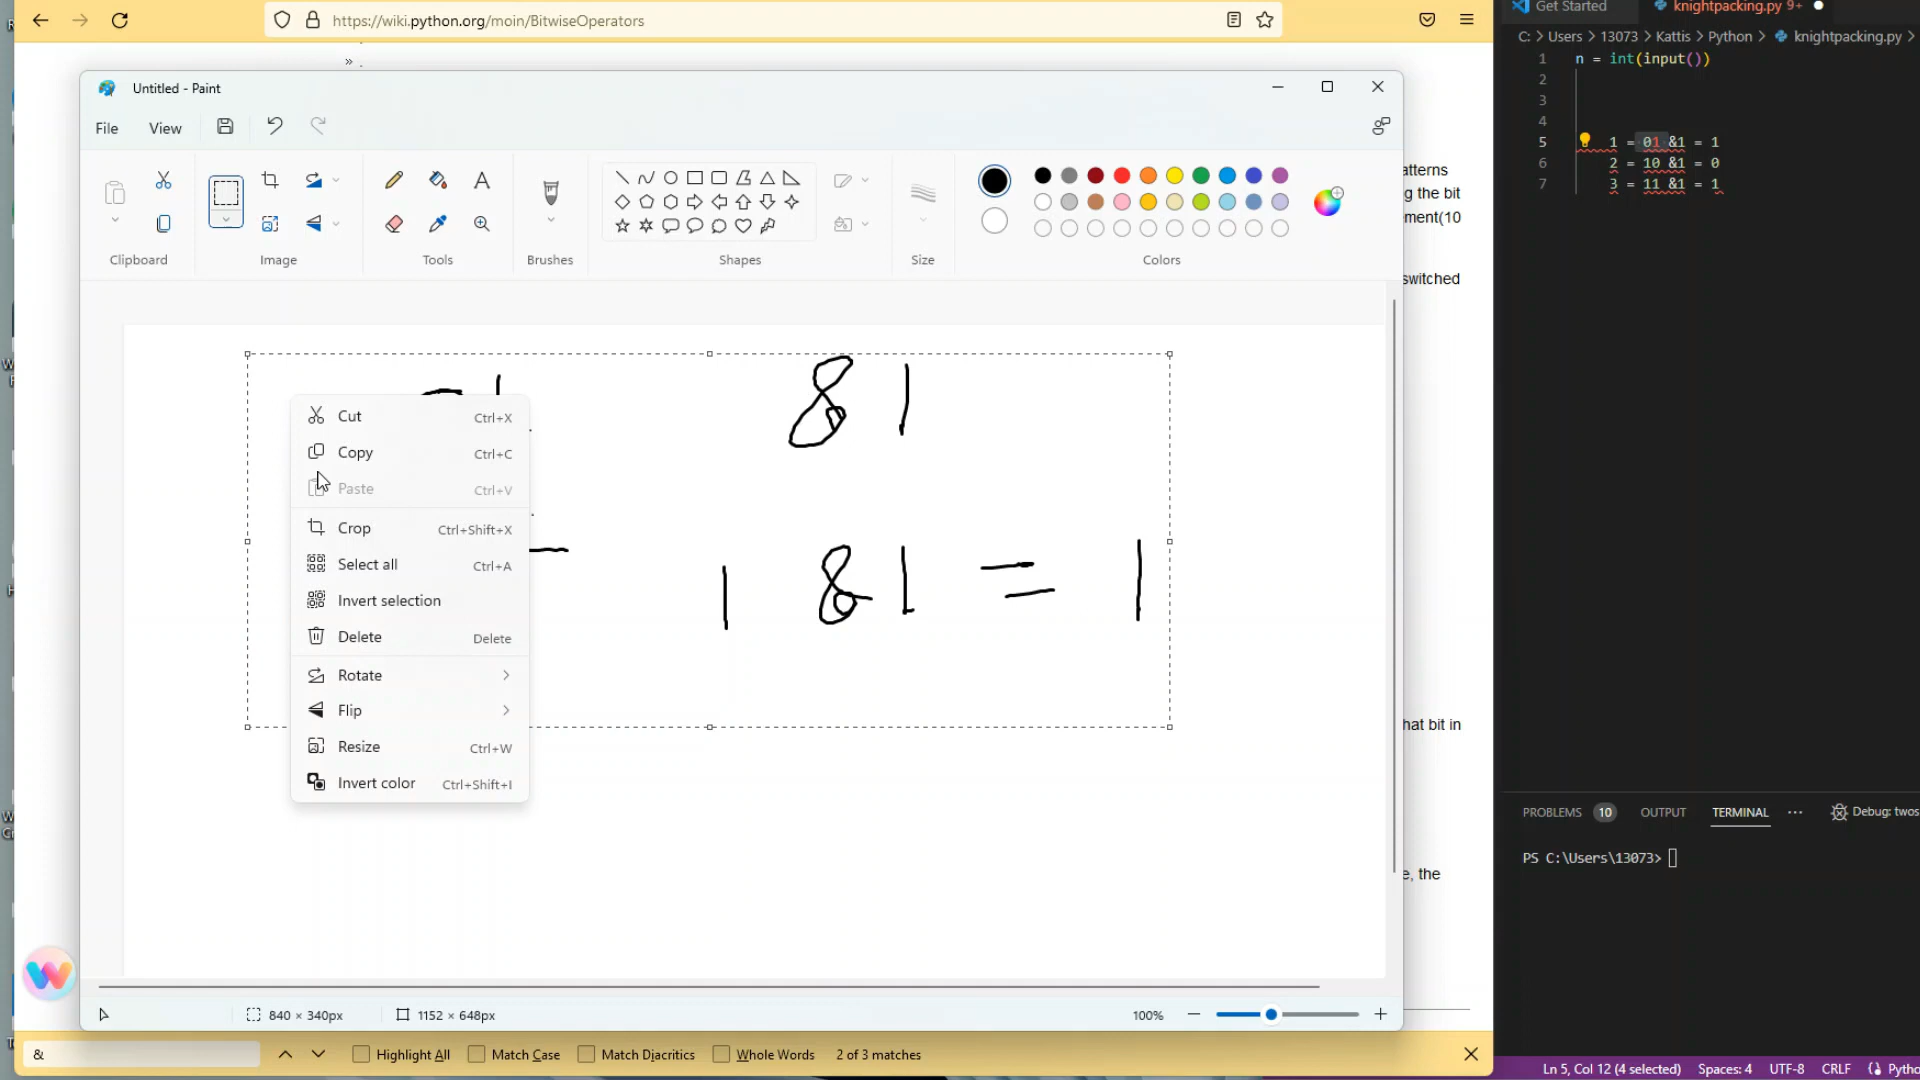 https://wiki.python.org/moin/BitwiseOperators
» .
Untitled - Paint
File View
Clipboard Image Tools Brushes Shapes Size Colors
8 1
1 & 1 = 1
Cut Ctrl+X
Copy Ctrl+C
Paste Ctrl+V
Crop Ctrl+Shift+X
Select all Ctrl+A
Invert selection
Delete Delete
Rotate
Flip
Resize Ctrl+W
Invert color Ctrl+Shift+I
840 × 340px 1152 × 648px 100%
atterns
g the bit
ment(10
switched
hat bit in
e, the
& Highlight All Match Case Match Diacritics Whole Words 2 of 3 matches
Get Started knightpacking.py 9+
C: > Users > 13073 > Kattis > Python > knightpacking.py >
1 n = int(input())
2
3
4
5 1 = 01 &1 = 1
6 2 = 10 &1 = 0
7 3 = 11 &1 = 1
PROBLEMS 10 OUTPUT TERMINAL ... Debug: twos
PS C:\Users\13073>
Ln 5, Col 12 (4 selected) Spaces: 4 UTF-8 CRLF Pytho